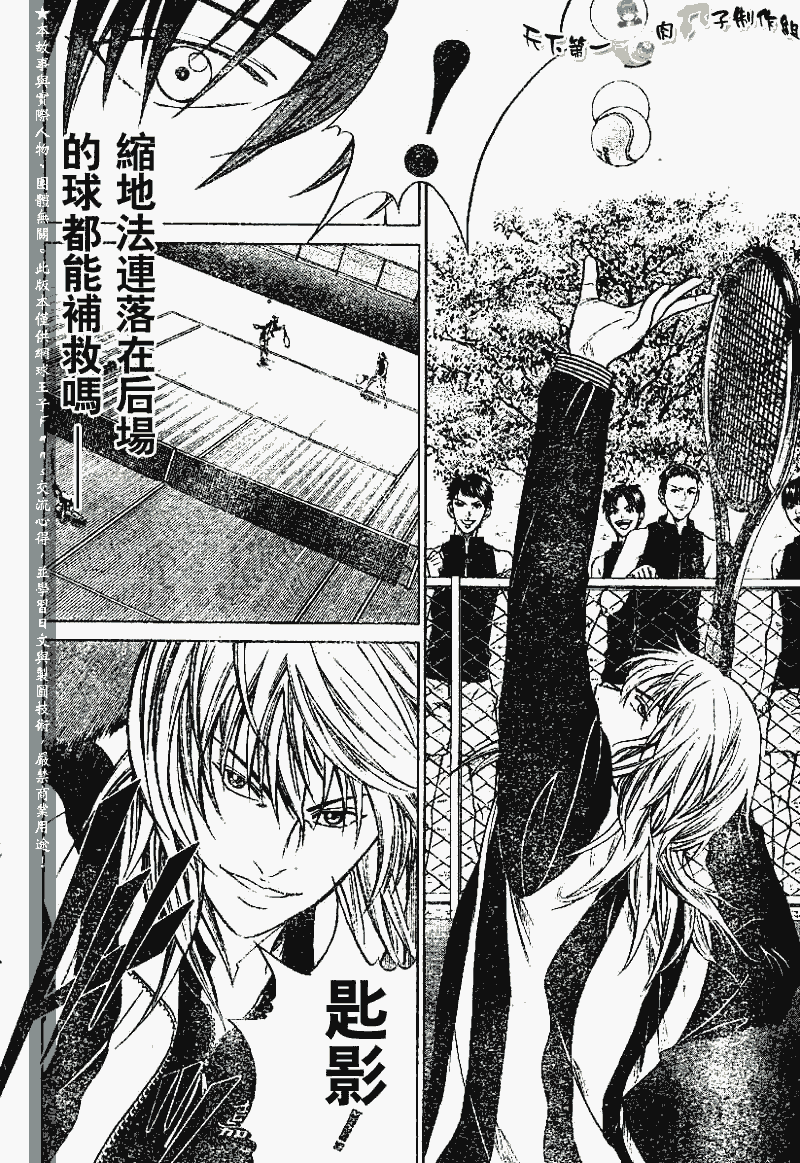 天下第一肉丸子制作組
！
縮地法連落在后場
的球都能補救嗎——
匙影！
★本故事與實際人物、團體無關。此版本僅供網球王子Fans交流心得，並學習日文與製圖技術，嚴禁商業用途！